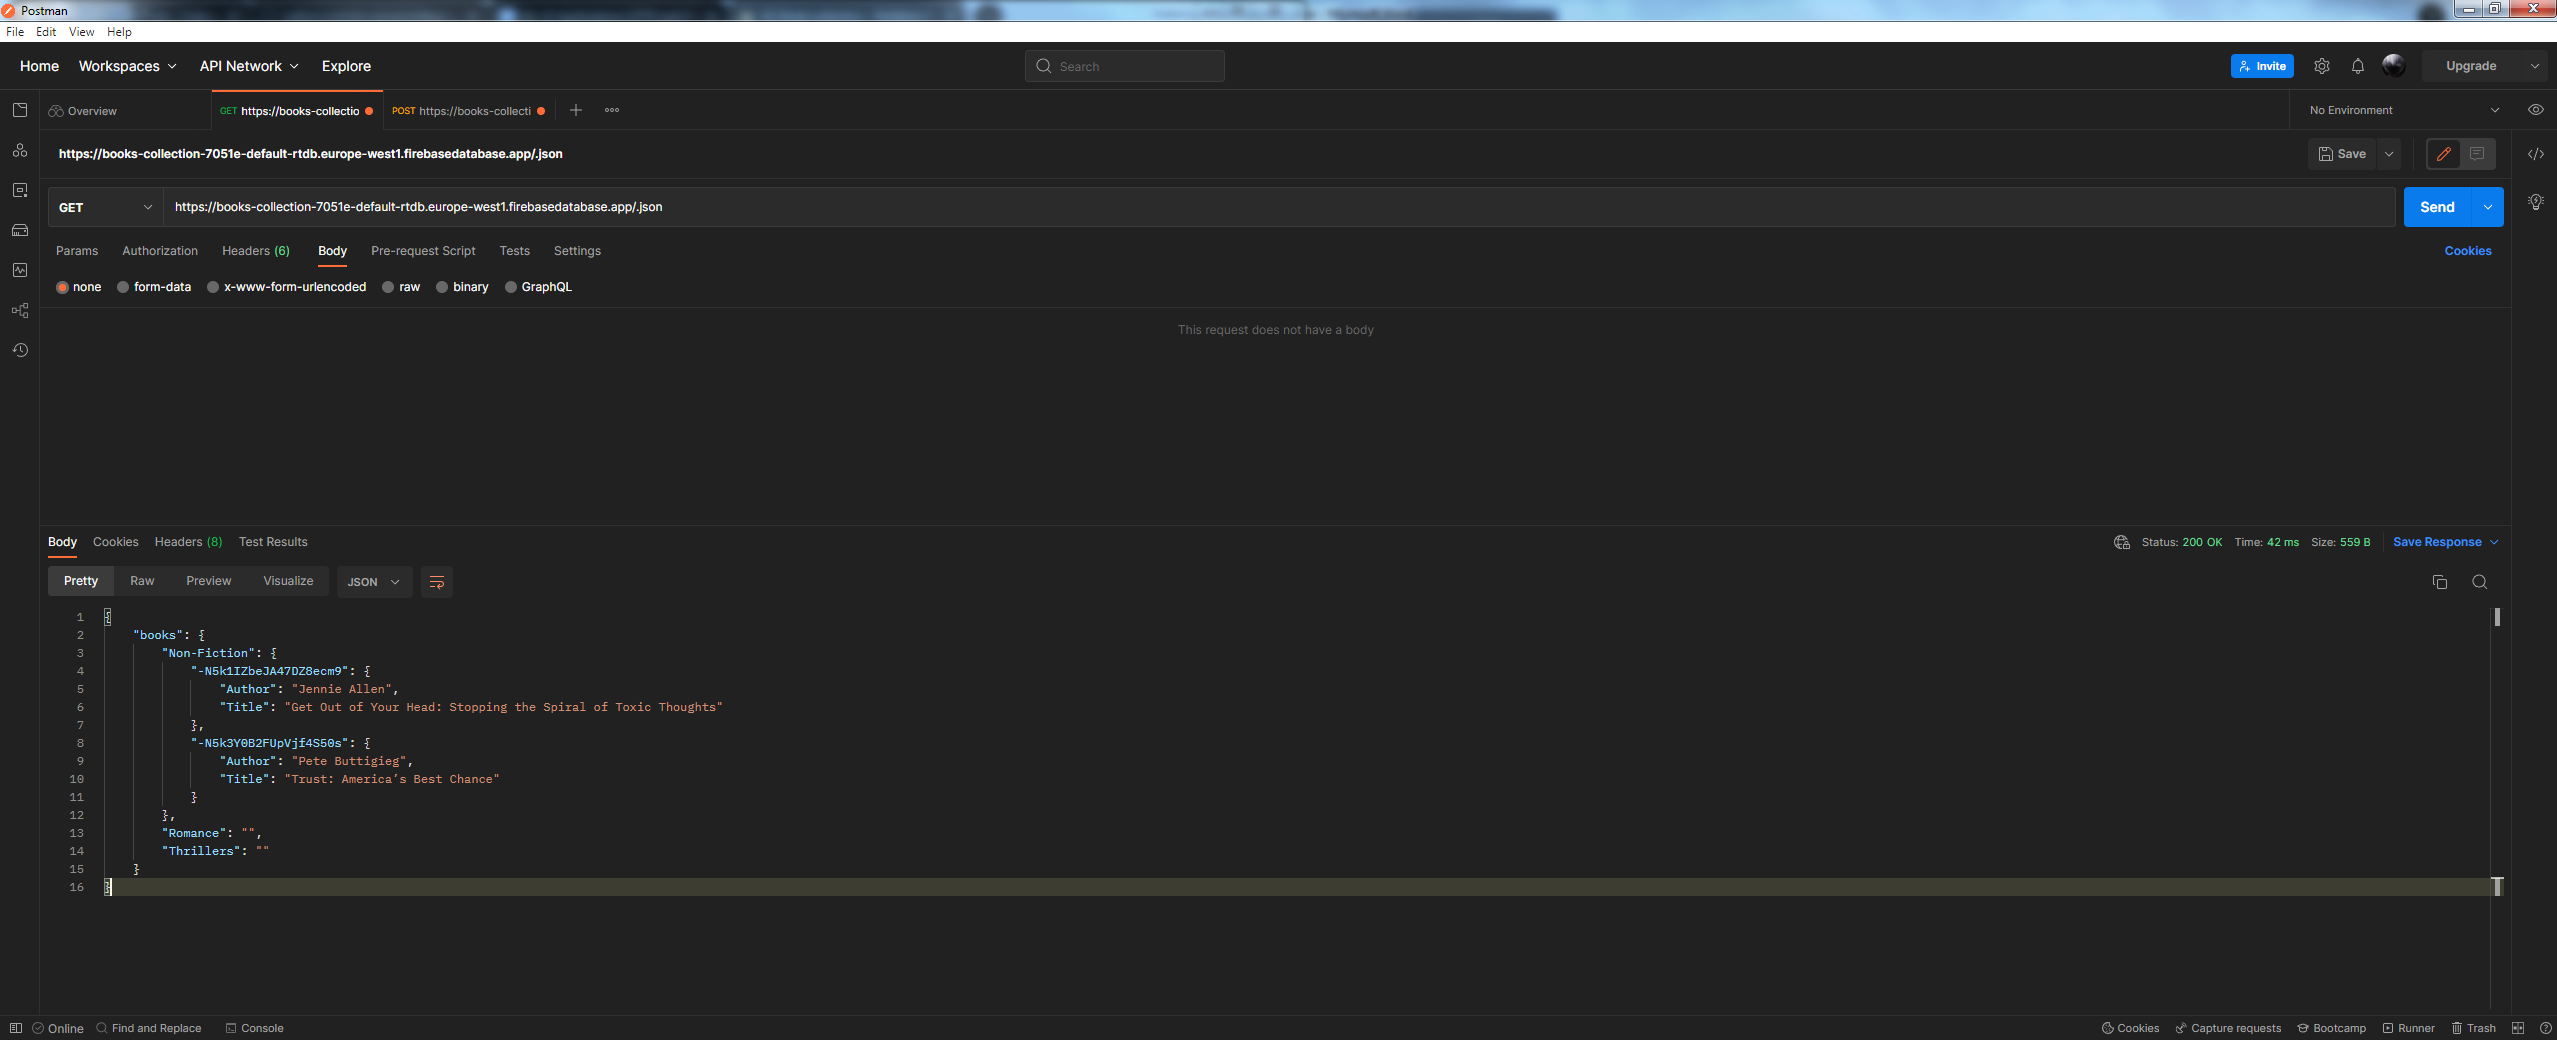 Postman
File Edit View Help
Home Workspaces API Network Explore Search Invite Upgrade
Overview GET https://books-collectio POST https://books-collecti No Environment
https://books-collection-7051e-default-rtdb.europe-west1.firebasedatabase.app/.json Save
GET https://books-collection-7051e-default-rtdb.europe-west1.firebasedatabase.app/.json Send
Params Authorization Headers (6) Body Pre-request Script Tests Settings Cookies
none form-data x-www-form-urlencoded raw binary GraphQL
This request does not have a body
Body Cookies Headers (8) Test Results Status: 200 OK Time: 42 ms Size: 559 B Save Response
Pretty Raw Preview Visualize JSON
1 {
2 "books": {
3 "Non-Fiction": {
4 "-N5k1IZbeJA47DZ8ecm9": {
5 "Author": "Jennie Allen",
6 "Title": "Get Out of Your Head: Stopping the Spiral of Toxic Thoughts"
7 },
8 "-N5k3Y0B2FUpVjf4S50s": {
9 "Author": "Pete Buttigieg",
10 "Title": "Trust: America’s Best Chance"
11 }
12 },
13 "Romance": "",
14 "Thrillers": ""
15 }
16 }
Online Find and Replace Console Cookies Capture requests Bootcamp Runner Trash